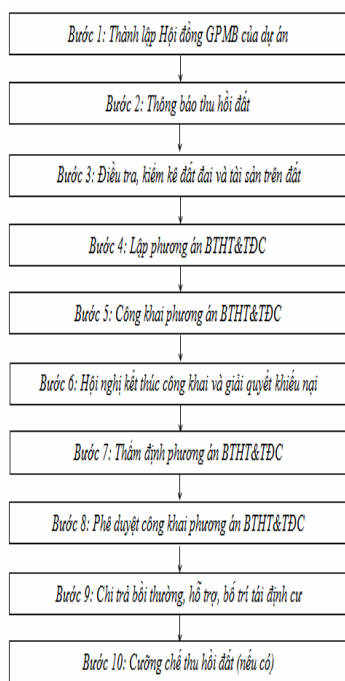 Bước 1: Thành lập Hội đồng GPMB của dự án
Bước 2: Thông báo thu hồi đất
Bước 3: Điều tra, kiểm kê đất đai và tài sản trên đất
Bước 4: Lập phương án BTHT&TĐC
Bước 5: Công khai phương án BTHT&TĐC
Bước 6: Hội nghị kết thúc công khai và giải quyết khiếu nại
Bước 7: Thẩm định phương án BTHT&TĐC
Bước 8: Phê duyệt công khai phương án BTHT&TĐC
Bước 9: Chi trả bồi thường, hỗ trợ, bố trí tái định cư
Bước 10: Cưỡng chế thu hồi đất (nếu có)